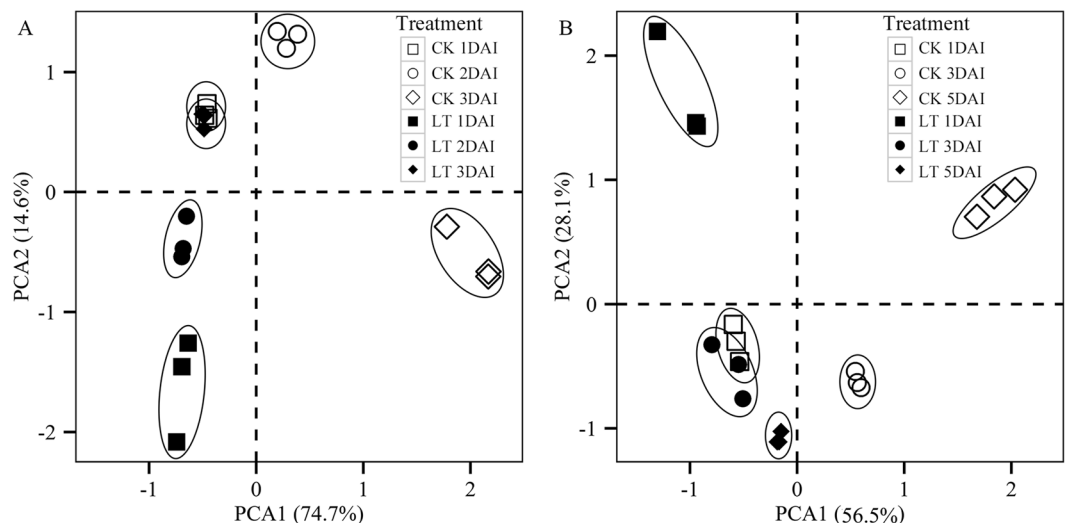 A
Treatment
CK 1DAI
CK 2DAI
CK 3DAI
LT 1DAI
LT 2DAI
LT 3DAI
1
0
-1
-2
PCA2 (14.6%)
-1 0 1 2
PCA1 (74.7%)
B
Treatment
CK 1DAI
CK 3DAI
CK 5DAI
LT 1DAI
LT 3DAI
LT 5DAI
2
1
0
-1
PCA2 (28.1%)
-1 0 1 2
PCA1 (56.5%)